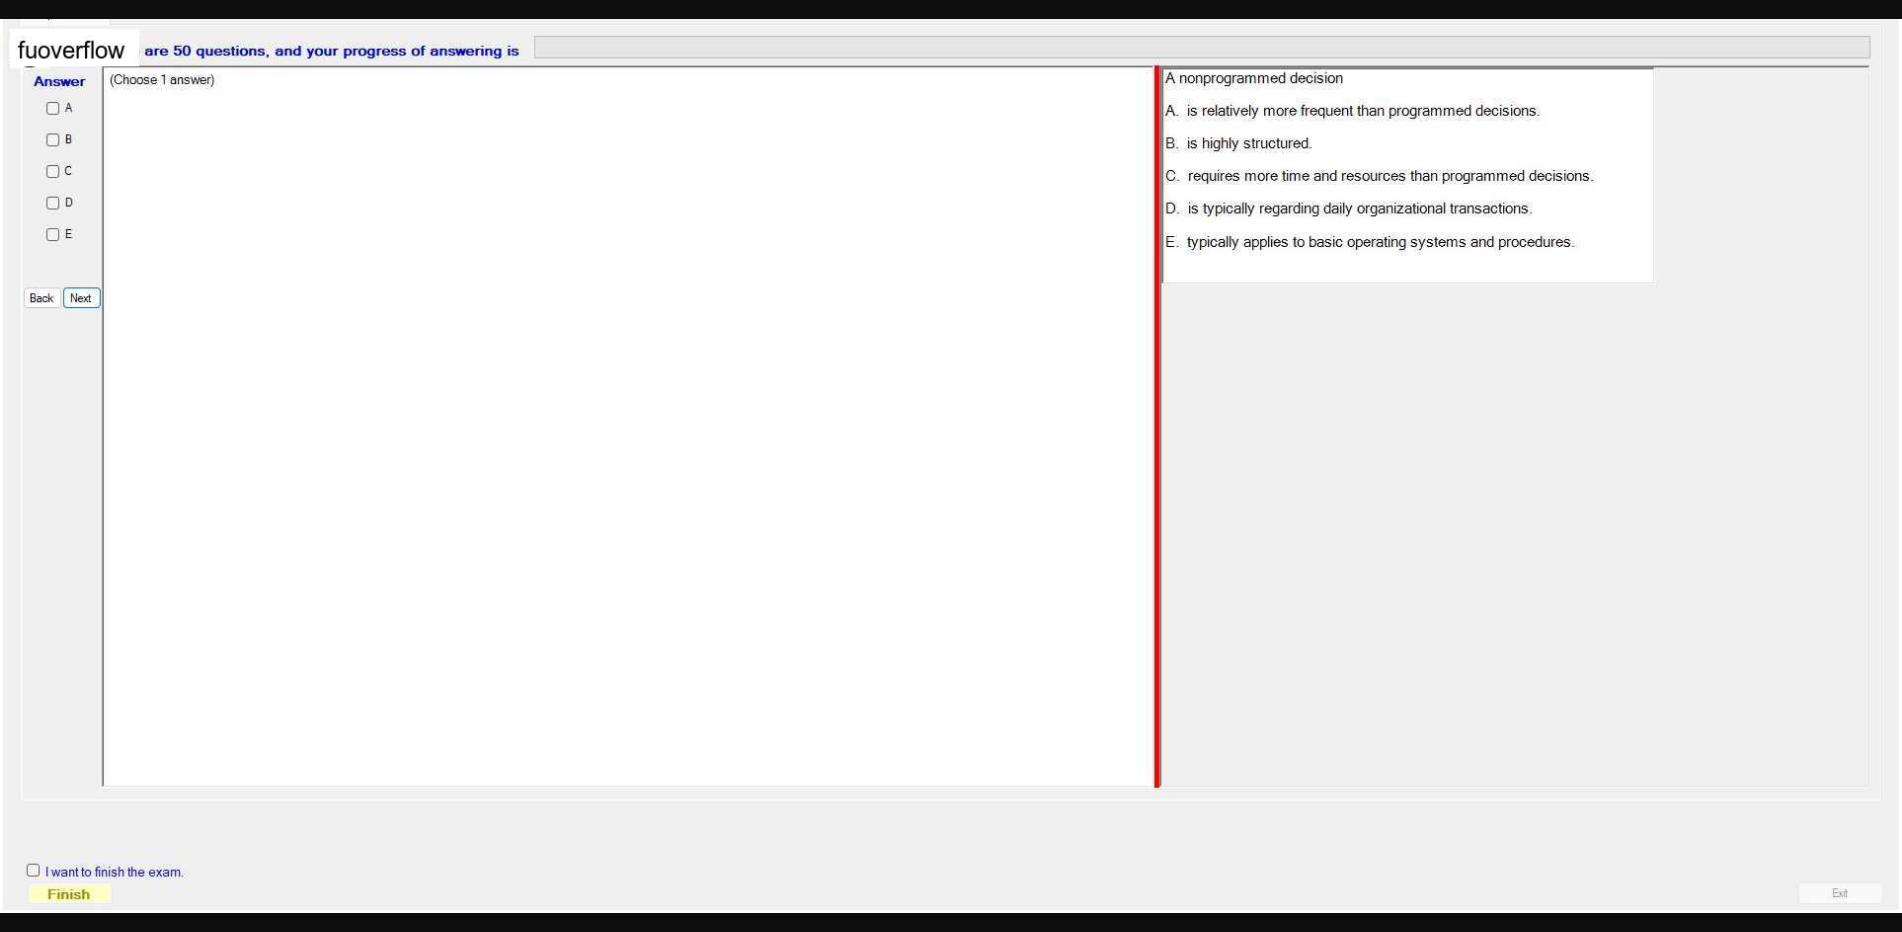 fuoverflow are 50 questions, and your progress of answering is
Answer
(Choose 1 answer)
A
B
C
D
E
Back Next
A nonprogrammed decision
A. is relatively more frequent than programmed decisions.
B. is highly structured.
C. requires more time and resources than programmed decisions.
D. is typically regarding daily organizational transactions.
E. typically applies to basic operating systems and procedures.
I want to finish the exam.
Finish
Exit